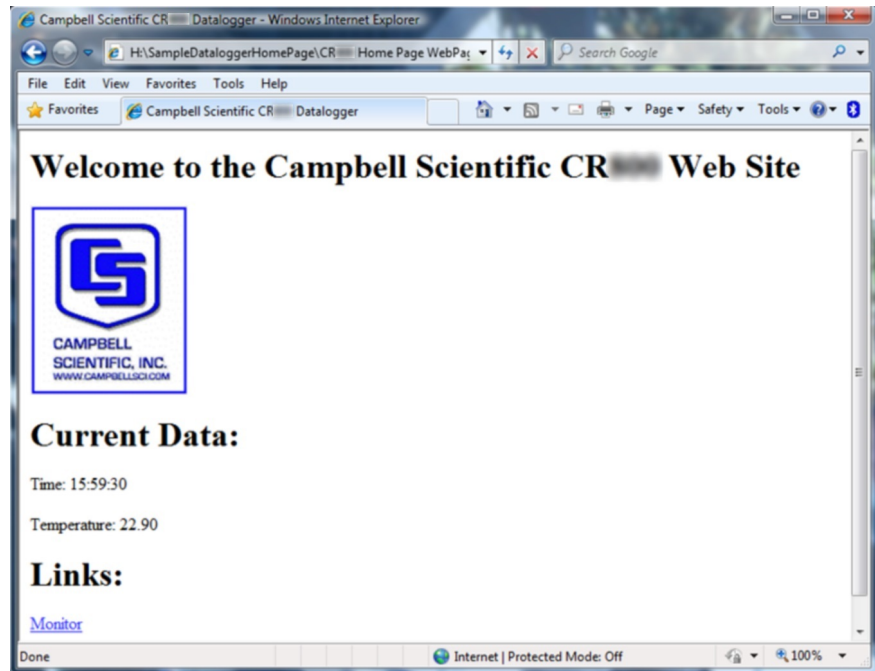 Campbell Scientific CR Datalogger - Windows Internet Explorer
H:\SampleDataloggerHomePage\CR Home Page WebPag
Search Google
File Edit View Favorites Tools Help
Favorites Campbell Scientific CR Datalogger Page Safety Tools
Welcome to the Campbell Scientific CR Web Site
CS
CAMPBELL
SCIENTIFIC, INC.
WWW.CAMPBELLSCI.COM
Current Data:
Time: 15:59:30
Temperature: 22.90
Links:
Monitor
Done Internet | Protected Mode: Off 100%